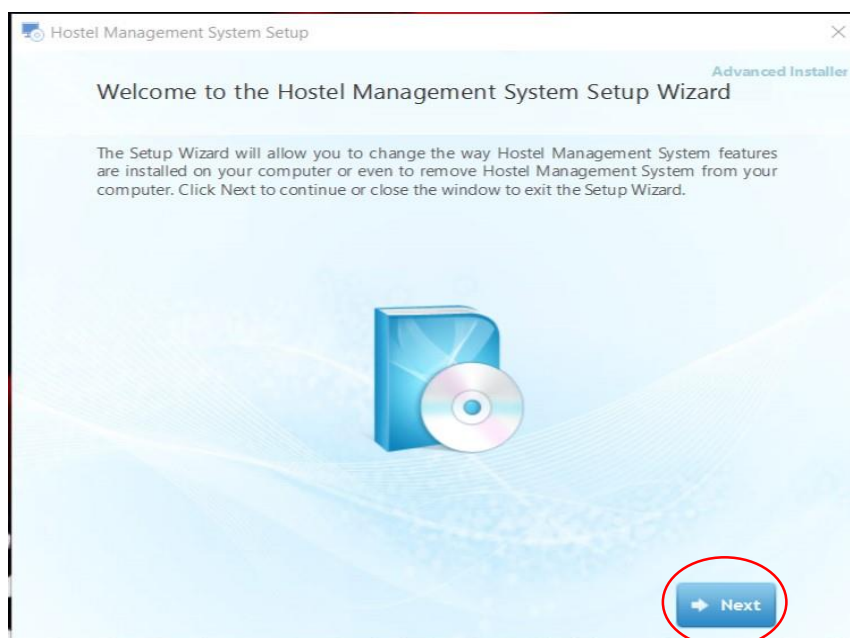 Hostel Management System Setup
Advanced Installer
Welcome to the Hostel Management System Setup Wizard
The Setup Wizard will allow you to change the way Hostel Management System features
are installed on your computer or even to remove Hostel Management System from your
computer. Click Next to continue or close the window to exit the Setup Wizard.
Next